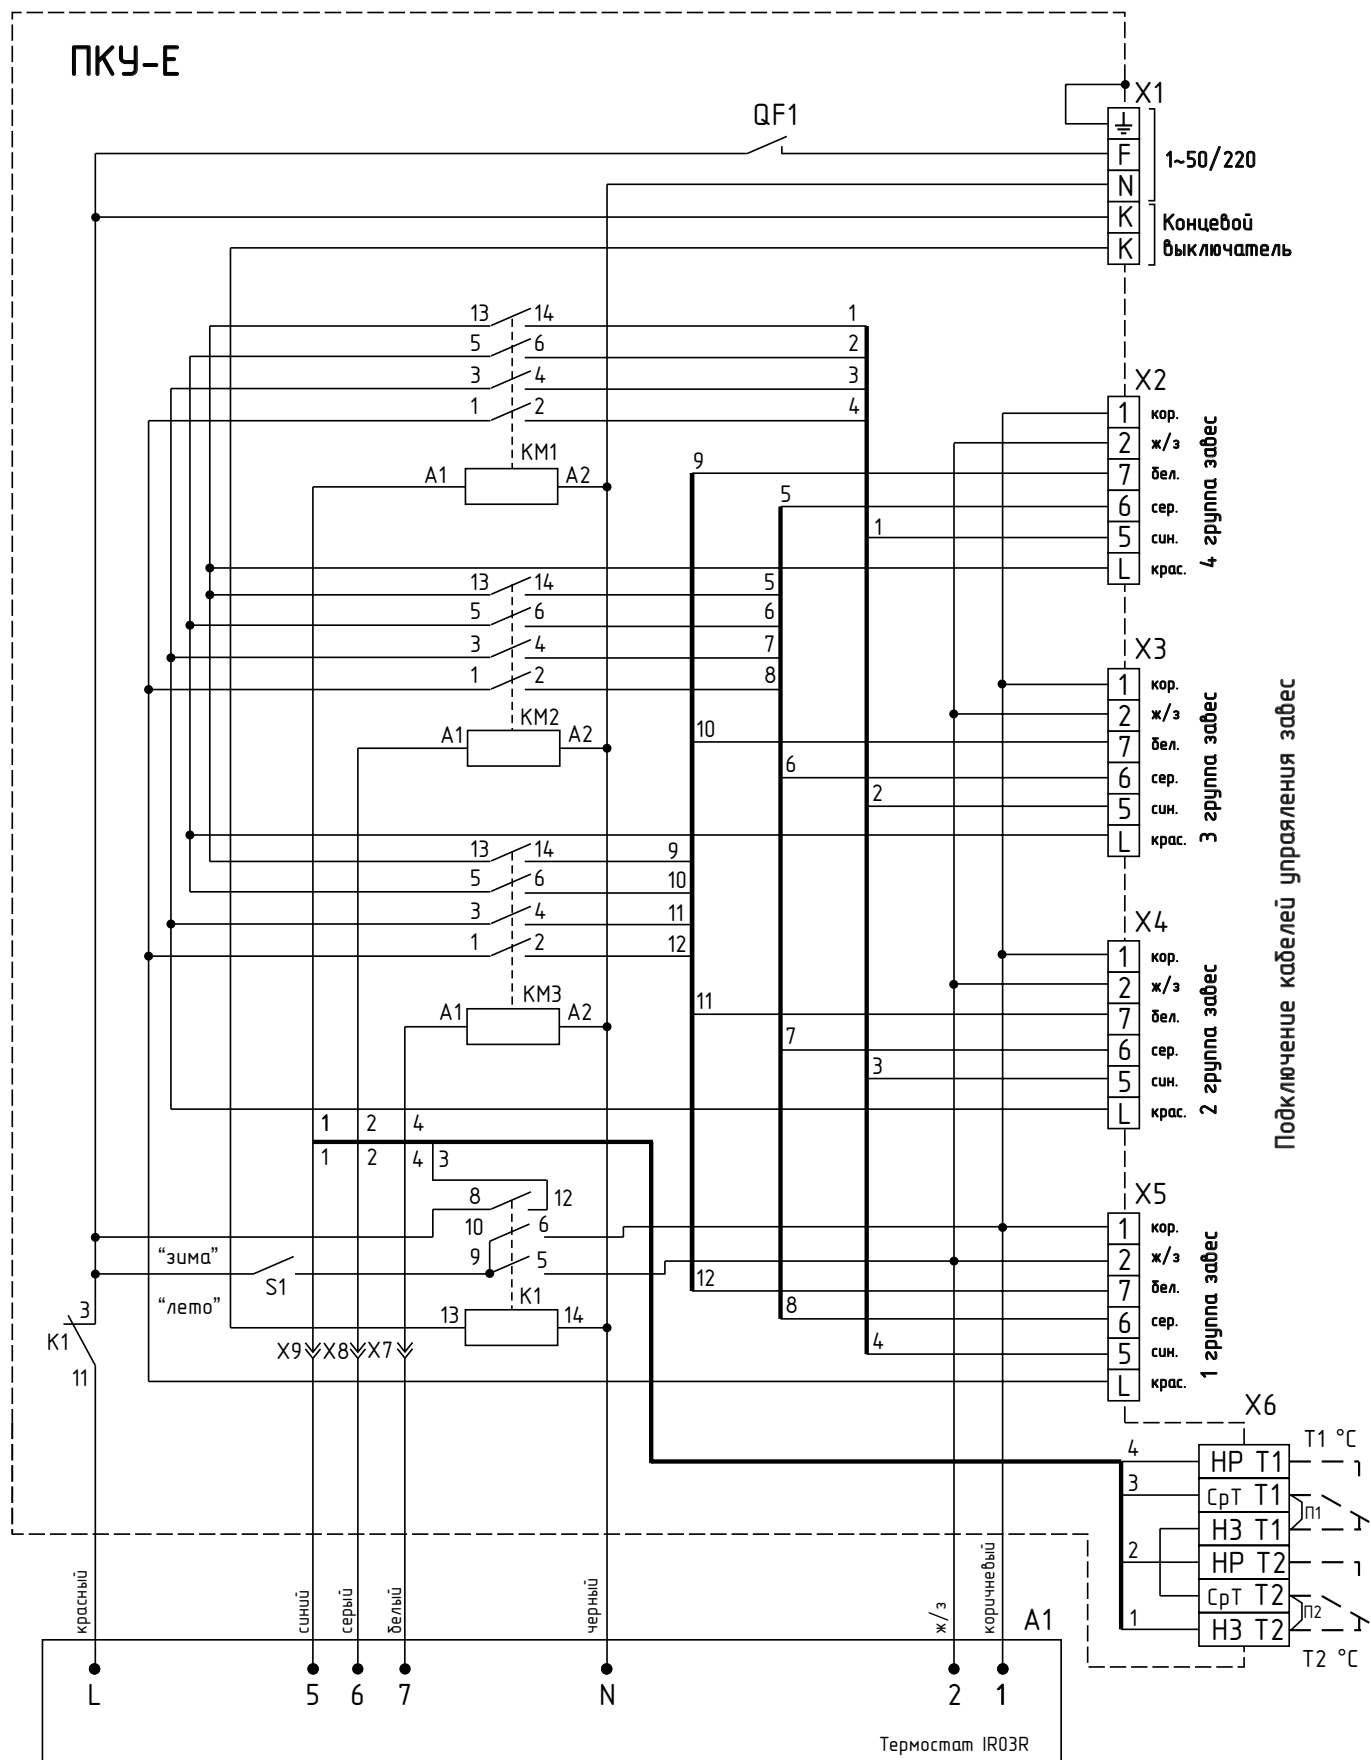 ПКУ-Е
X1
QF1
F
1~50/220
N
K
Концевой
K
выключатель
13 14 1
5 6 2
3 4 3
1 2 4
KM1
A1 A2
X2
1 кор.
2 ж/з
9 7 бел.
5 6 сер.
1 5 син.
L крас.
4 группа завес
13 14 5
5 6 6
3 4 7
1 2 8
KM2
A1 A2
X3
1 кор.
2 ж/з
10 7 бел.
6 6 сер.
2 5 син.
L крас.
3 группа завес
Подключение кабелей упраяления завес
13 14 9
5 6 10
3 4 11
1 2 12
KM3
A1 A2
X4
1 кор.
2 ж/з
11 7 бел.
7 6 сер.
3 5 син.
L крас.
2 группа завес
1 2 4
1 2 4 3
8 12
10 6
9 5
“зима”
S1
“лето”
K1
13 14
3
K1
11
X9 X8 X7
X5
1 кор.
2 ж/з
12 7 бел.
8 6 сер.
4 5 син.
L крас.
1 группа завес
X6
T1 °C
4 НР Т1
3 СрТ Т1
П1
НЗ Т1
2 НР Т2
СрТ Т2
П2
1 НЗ Т2
T2 °C
красный
синий
серый
белый
черный
ж/з
коричневый
A1
L 5 6 7 N 2 1
Термостат IR03R